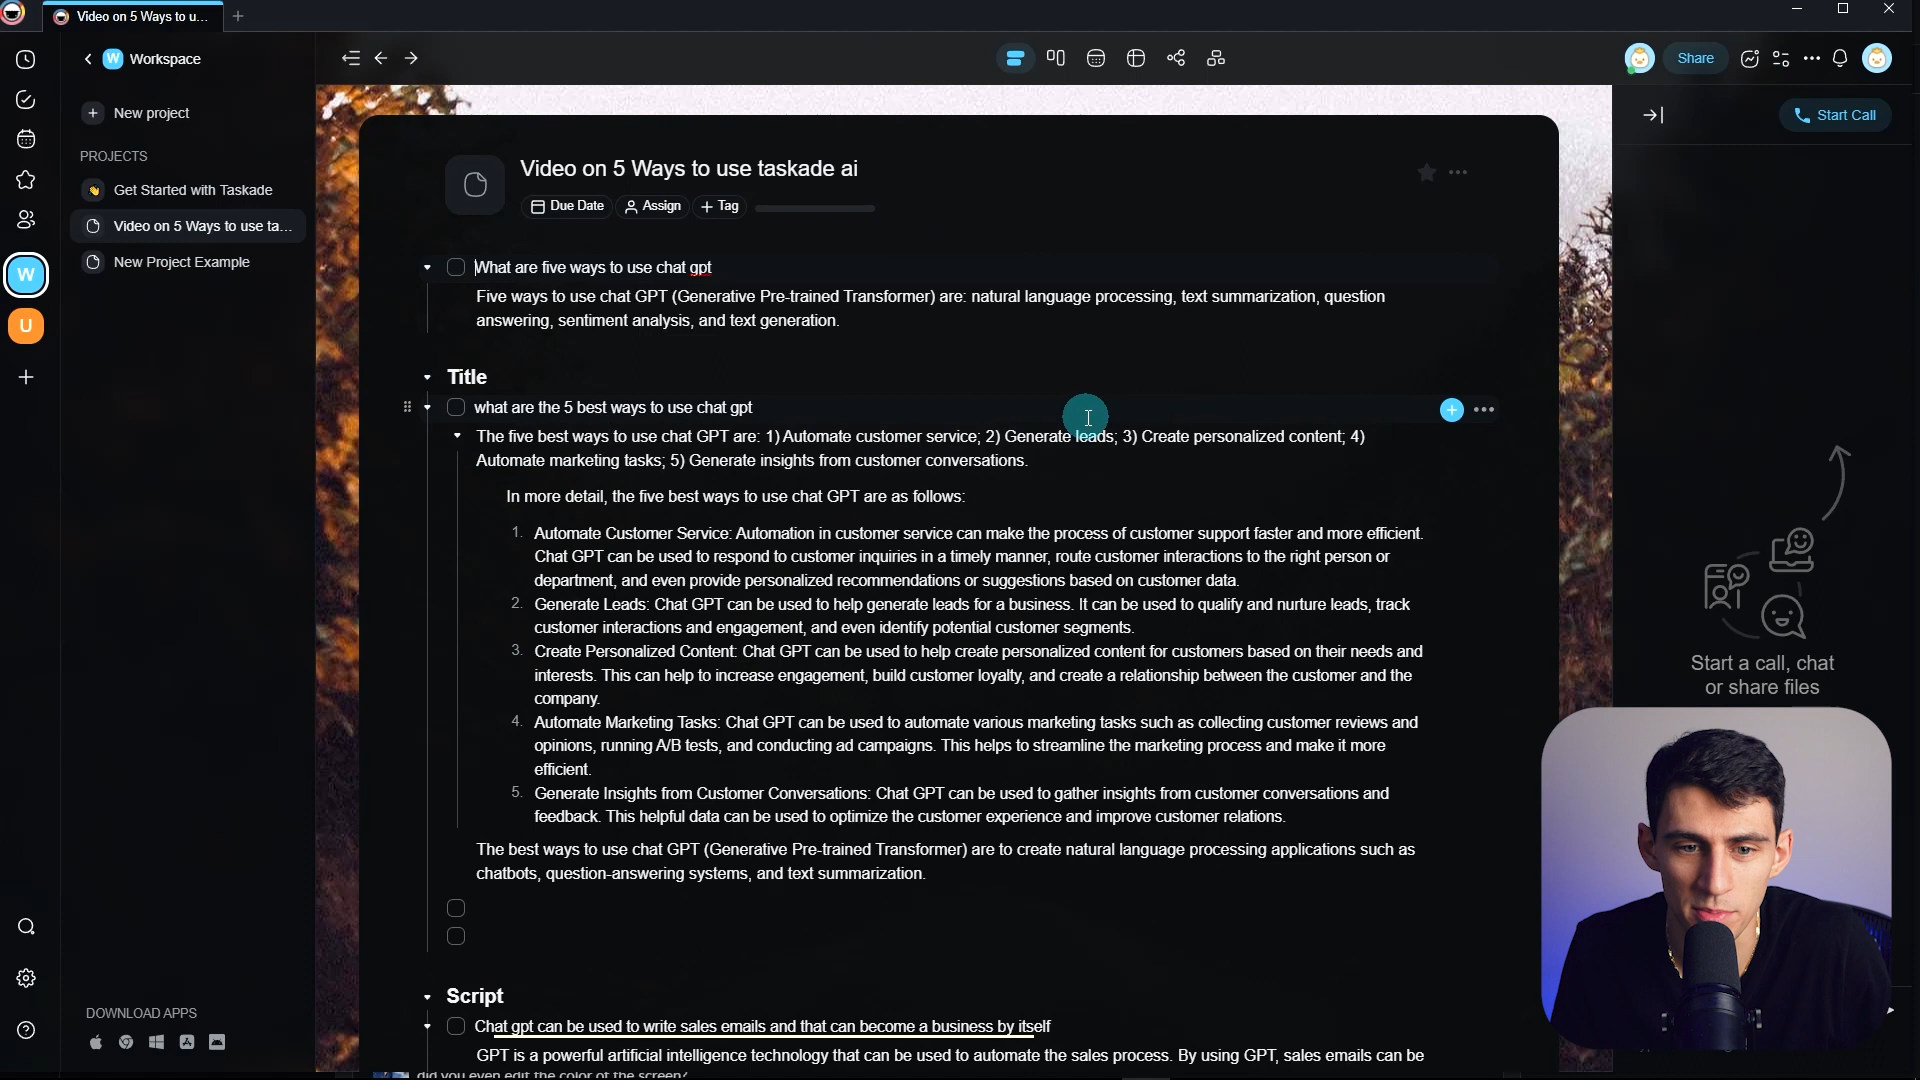 Video on 5 Ways to u...
W Workspace
Share
New project
Start Call
PROJECTS
Get Started with Taskade
Video on 5 Ways to use ta...
New Project Example
W
U
Video on 5 Ways to use taskade ai
Due Date Assign Tag
What are five ways to use chat gpt
Five ways to use chat GPT (Generative Pre-trained Transformer) are: natural language processing, text summarization, question
answering, sentiment analysis, and text generation.
Title
what are the 5 best ways to use chat gpt
The five best ways to use chat GPT are: 1) Automate customer service; 2) Generate leads; 3) Create personalized content; 4)
Automate marketing tasks; 5) Generate insights from customer conversations.
In more detail, the five best ways to use chat GPT are as follows:
1. Automate Customer Service: Automation in customer service can make the process of customer support faster and more efficient.
Chat GPT can be used to respond to customer inquiries in a timely manner, route customer interactions to the right person or
department, and even provide personalized recommendations or suggestions based on customer data.
2. Generate Leads: Chat GPT can be used to help generate leads for a business. It can be used to qualify and nurture leads, track
customer interactions and engagement, and even identify potential customer segments.
3. Create Personalized Content: Chat GPT can be used to help create personalized content for customers based on their needs and
interests. This can help to increase engagement, build customer loyalty, and create a relationship between the customer and the
company.
4. Automate Marketing Tasks: Chat GPT can be used to automate various marketing tasks such as collecting customer reviews and
opinions, running A/B tests, and conducting ad campaigns. This helps to streamline the marketing process and make it more
efficient.
5. Generate Insights from Customer Conversations: Chat GPT can be used to gather insights from customer conversations and
feedback. This helpful data can be used to optimize the customer experience and improve customer relations.
The best ways to use chat GPT (Generative Pre-trained Transformer) are to create natural language processing applications such as
chatbots, question-answering systems, and text summarization.
Script
Chat gpt can be used to write sales emails and that can become a business by itself
GPT is a powerful artificial intelligence technology that can be used to automate the sales process. By using GPT, sales emails can be
did you even edit the color of the screen?
Start a call, chat
or share files
DOWNLOAD APPS